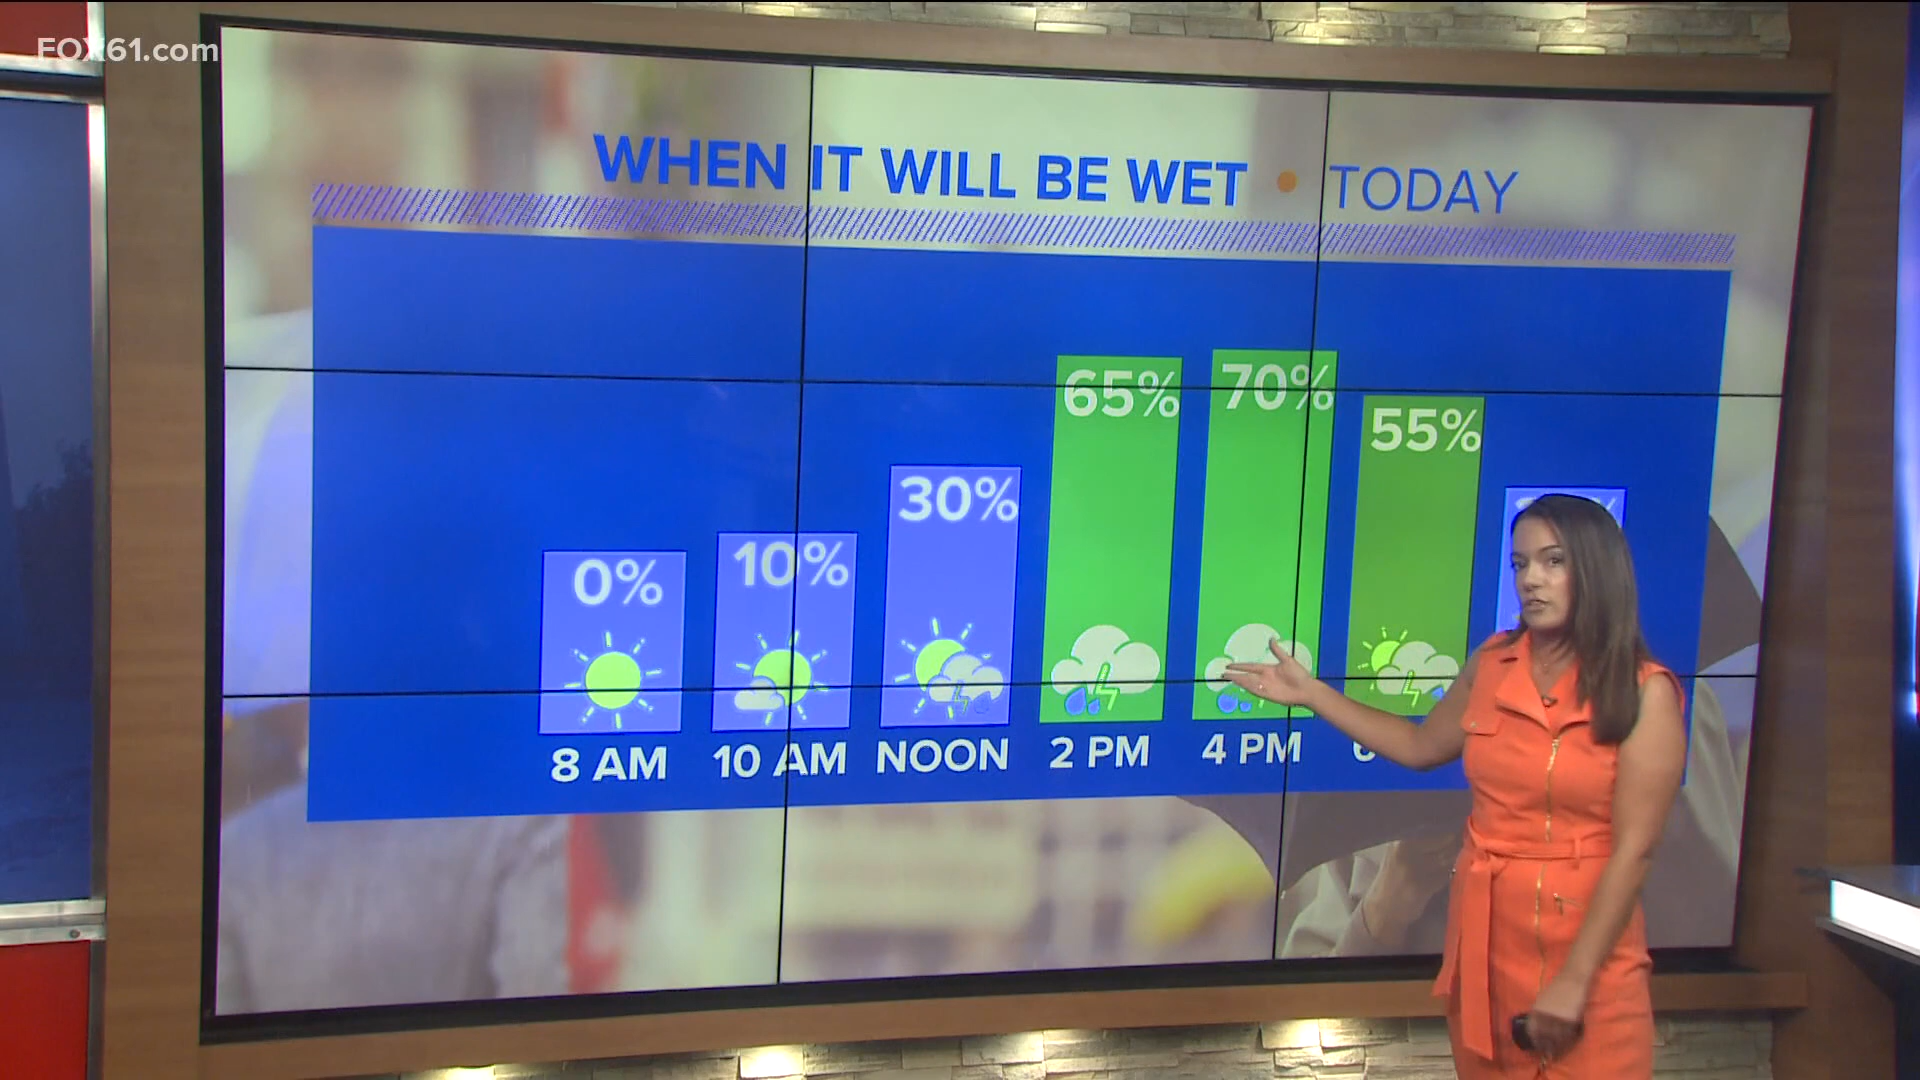 FOX61.com
WHEN IT WILL BE WET • TODAY
0% 10% 30% 65% 70% 55%
8 AM 10 AM NOON 2 PM 4 PM 6